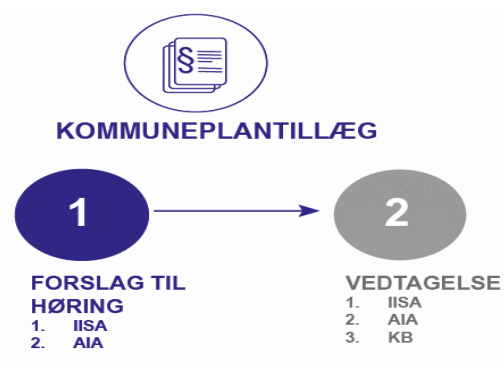 §
KOMMUNEPLANTILLÆG
1
2
FORSLAG TIL
HØRING
1. IISA
2. AIA
VEDTAGELSE
1. IISA
2. AIA
3. KB